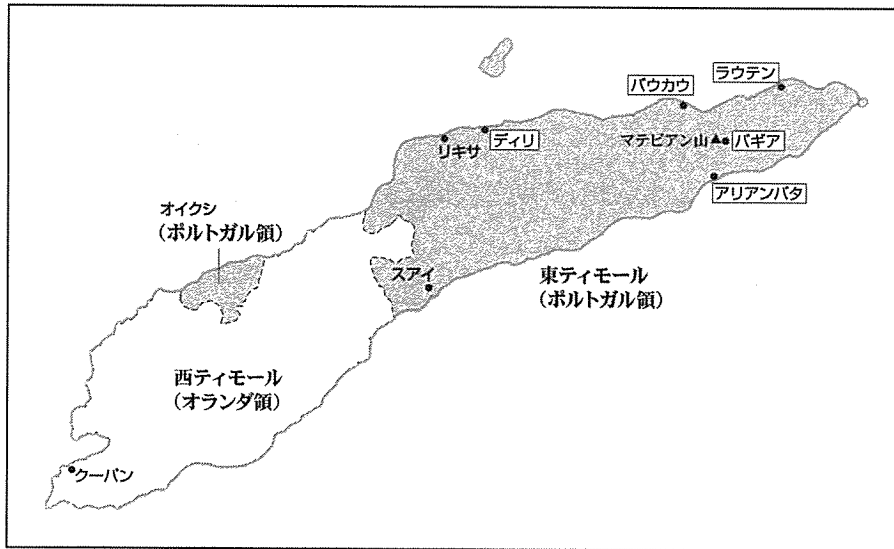 ラウテン
バウカウ
マテビアン山
バギア
ディリ
リキサ
アリアンバタ
オイクシ
(ポルトガル領)
スアイ
東ティモール
(ポルトガル領)
西ティモール
(オランダ領)
クーパン